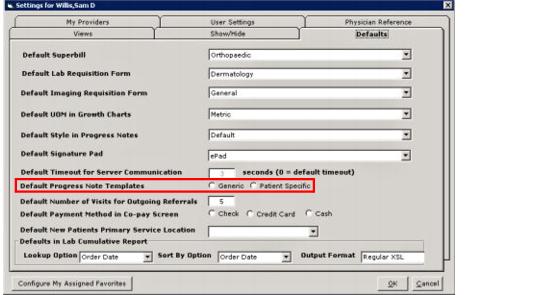 Settings for Willis,Sam D
My Providers User Settings Physician Reference
Views Show/Hide Defaults
Default Superbill Orthopaedic
Default Lab Requisition Form Dermatology
Default Imaging Requisition Form General
Default UOM in Growth Charts Metric
Default Style in Progress Notes Default
Default Signature Pad ePad
Default Timeout for Server Communication seconds (0 = default timeout)
Default Progress Note Templates Generic Patient Specific
Default Number of Visits for Outgoing Referrals 5
Default Payment Method in Co-pay Screen Check Credit Card Cash
Default New Patients Primary Service Location
Defaults in Lab Cumulative Report
Lookup Option Order Date Sort By Option Order Date Output Format Regular XSL
Configure My Assigned Favorites OK Cancel